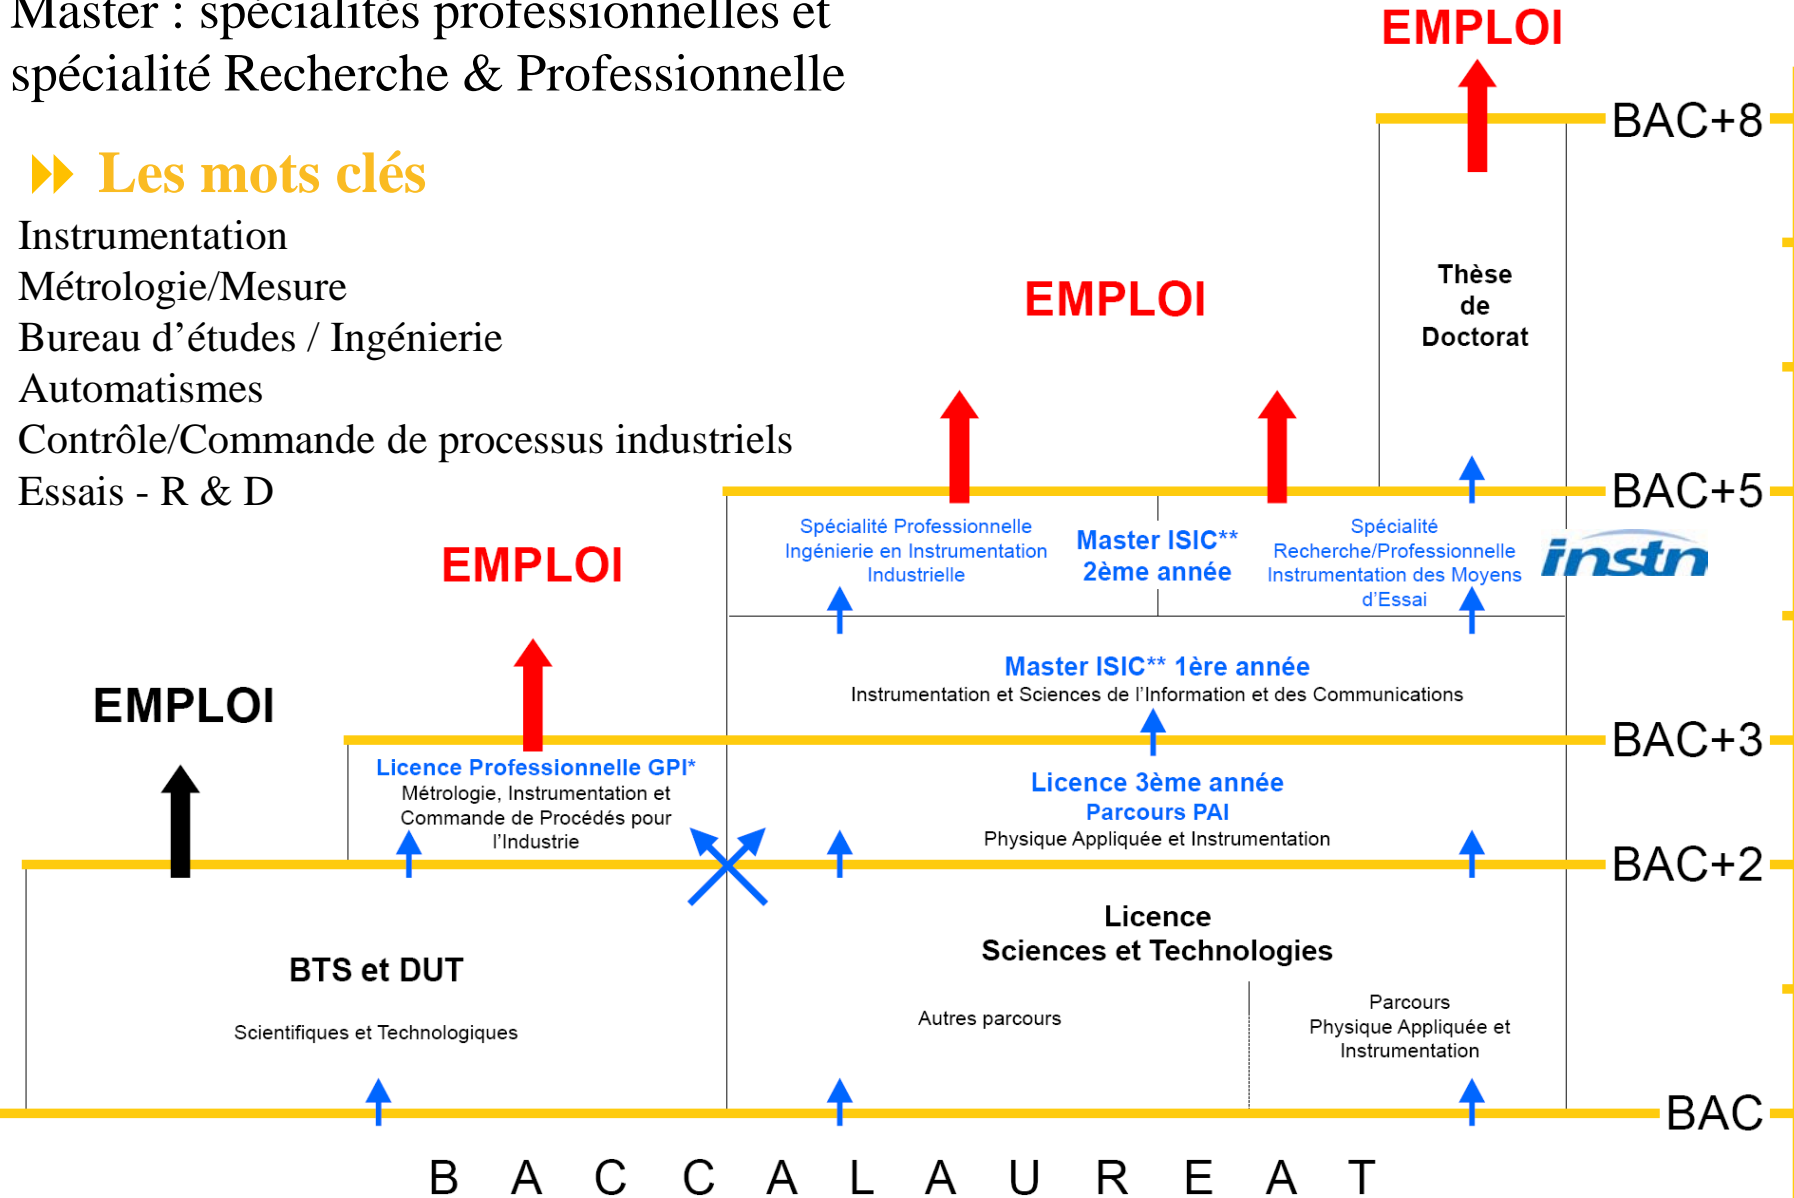 Master : spécialités professionnelles et
spécialité Recherche & Professionnelle
Les mots clés
Instrumentation
Métrologie/Mesure
Bureau d’études / Ingénierie
Automatismes
Contrôle/Commande de processus industriels
Essais - R & D
EMPLOI
BAC+8
Thèse
de
Doctorat
EMPLOI
BAC+5
Spécialité Professionnelle
Ingénierie en Instrumentation
Industrielle
Master ISIC**
2ème année
Spécialité
Recherche/Professionnelle
Instrumentation des Moyens
d’Essai
instn
EMPLOI
Master ISIC** 1ère année
Instrumentation et Sciences de l’Information et des Communications
EMPLOI
BAC+3
Licence Professionnelle GPI*
Métrologie, Instrumentation et
Commande de Procédés pour
l’Industrie
Licence 3ème année
Parcours PAI
Physique Appliquée et Instrumentation
BAC+2
BTS et DUT
Scientifiques et Technologiques
Licence
Sciences et Technologies
Autres parcours
Parcours
Physique Appliquée et
Instrumentation
BAC
B A C C A L A U R E A T